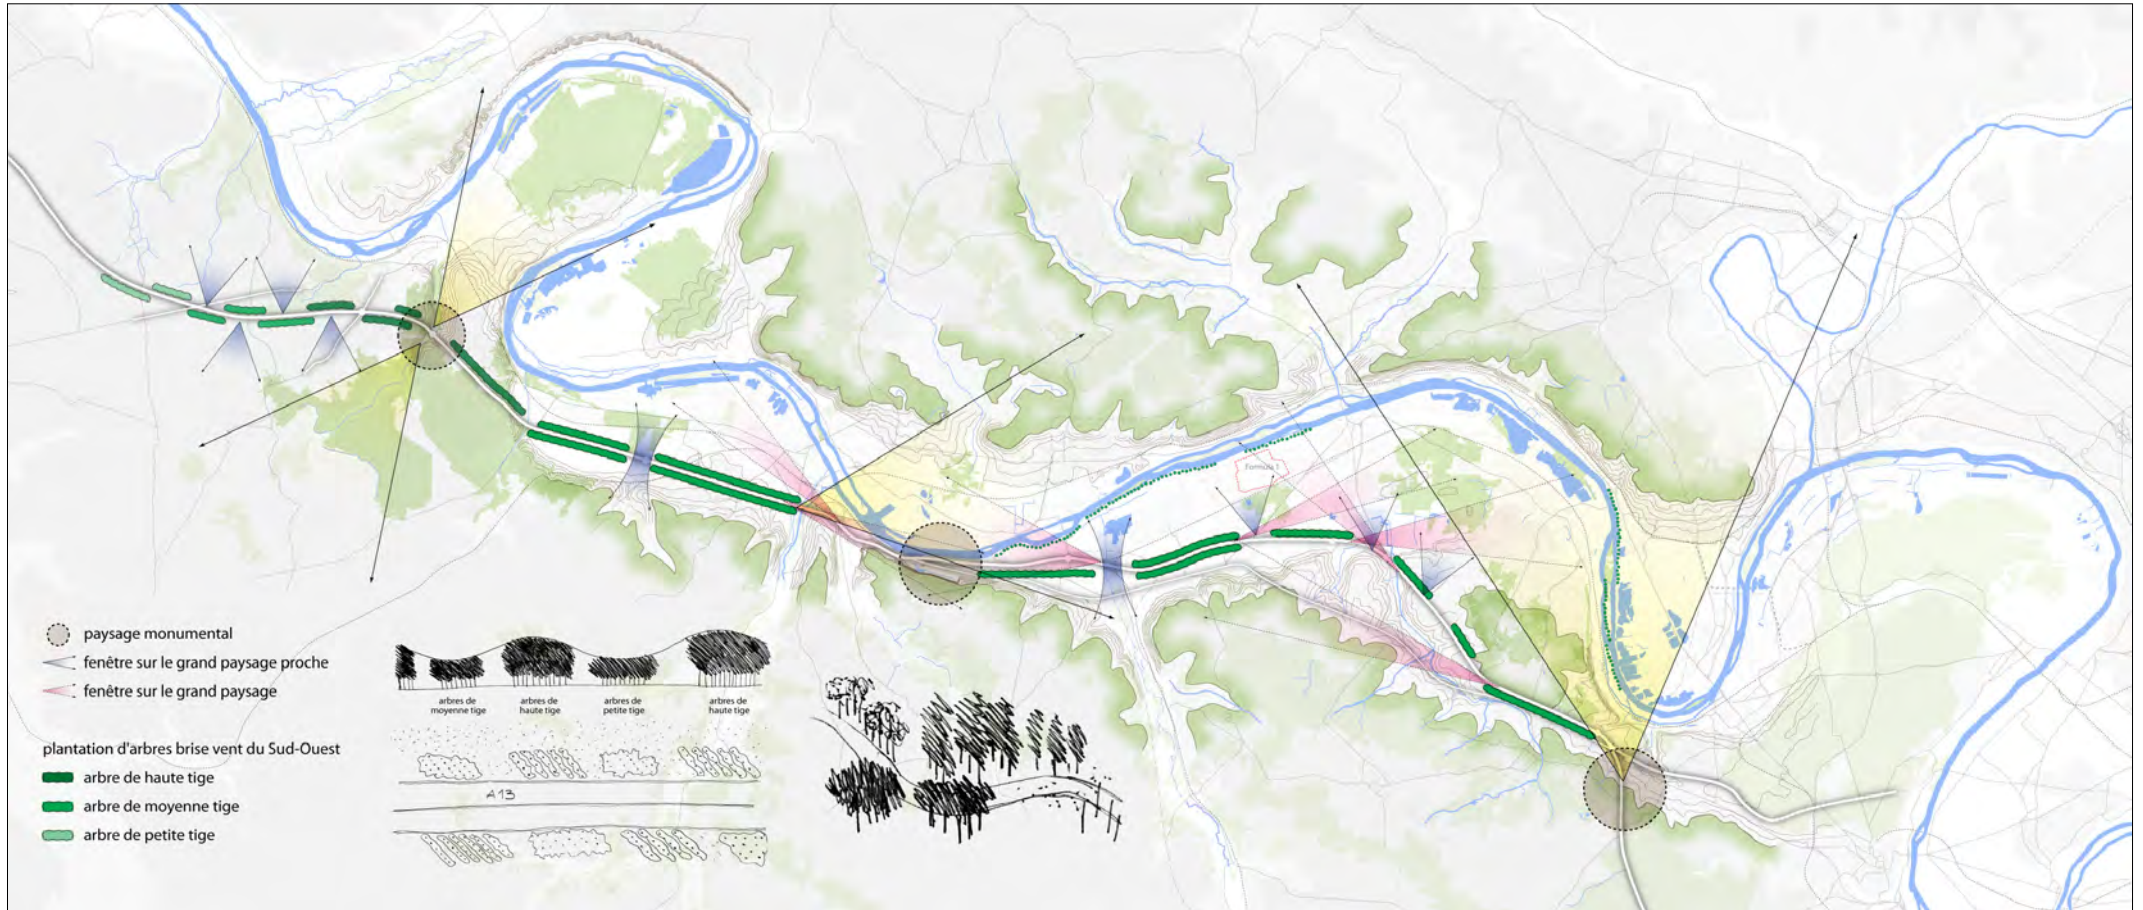 Formula 1
paysage monumental
fenêtre sur le grand paysage proche
fenêtre sur le grand paysage
plantation d'arbres brise vent du Sud-Ouest
arbre de haute tige
arbre de moyenne tige
arbre de petite tige
arbres de
moyenne tige
arbres de
haute tige
arbres de
petite tige
arbres de
haute tige
A13